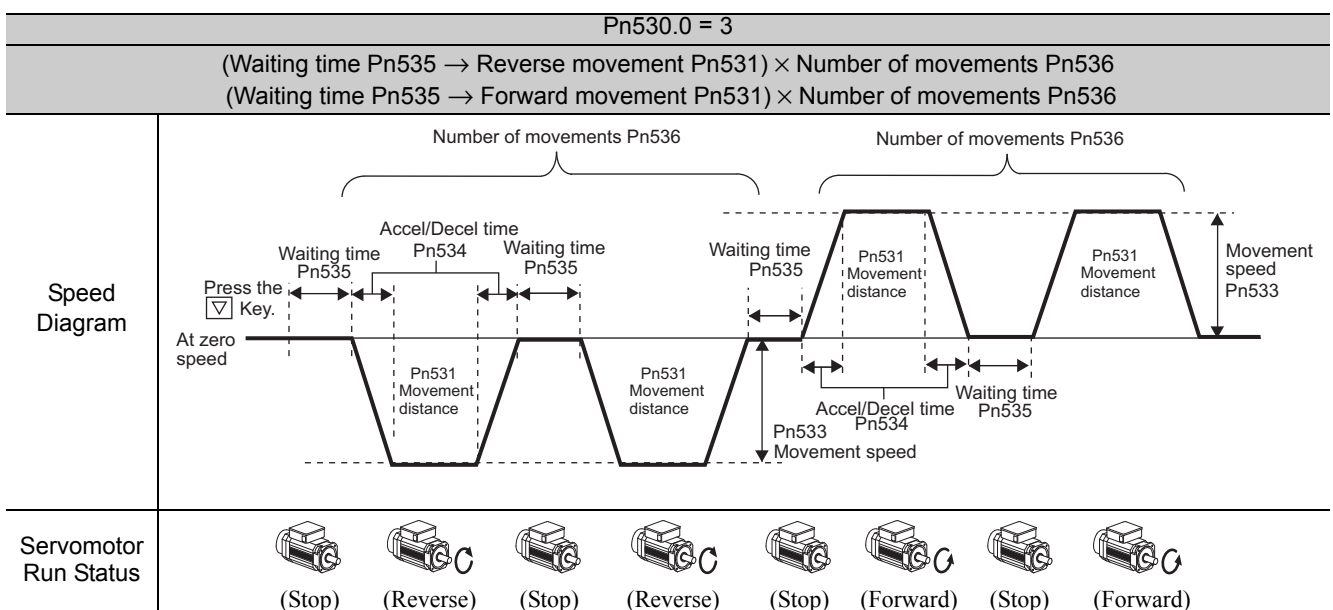 Pn530.0 = 3
(Waiting time Pn535 → Reverse movement Pn531) × Number of movements Pn536
(Waiting time Pn535 → Forward movement Pn531) × Number of movements Pn536
Speed
Diagram
Number of movements Pn536
Number of movements Pn536
Accel/Decel time
Pn534
Waiting time
Pn535
Waiting time
Pn535
Waiting time
Pn535
Press the
▽ Key.
At zero
speed
Pn531
Movement
distance
Pn531
Movement
distance
Pn531
Movement
distance
Pn531
Movement
distance
Movement
speed
Pn533
Waiting time
Pn535
Accel/Decel time
Pn534
Pn533
Movement speed
Servomotor
Run Status
(Stop) (Reverse) (Stop) (Reverse) (Stop) (Forward) (Stop) (Forward)